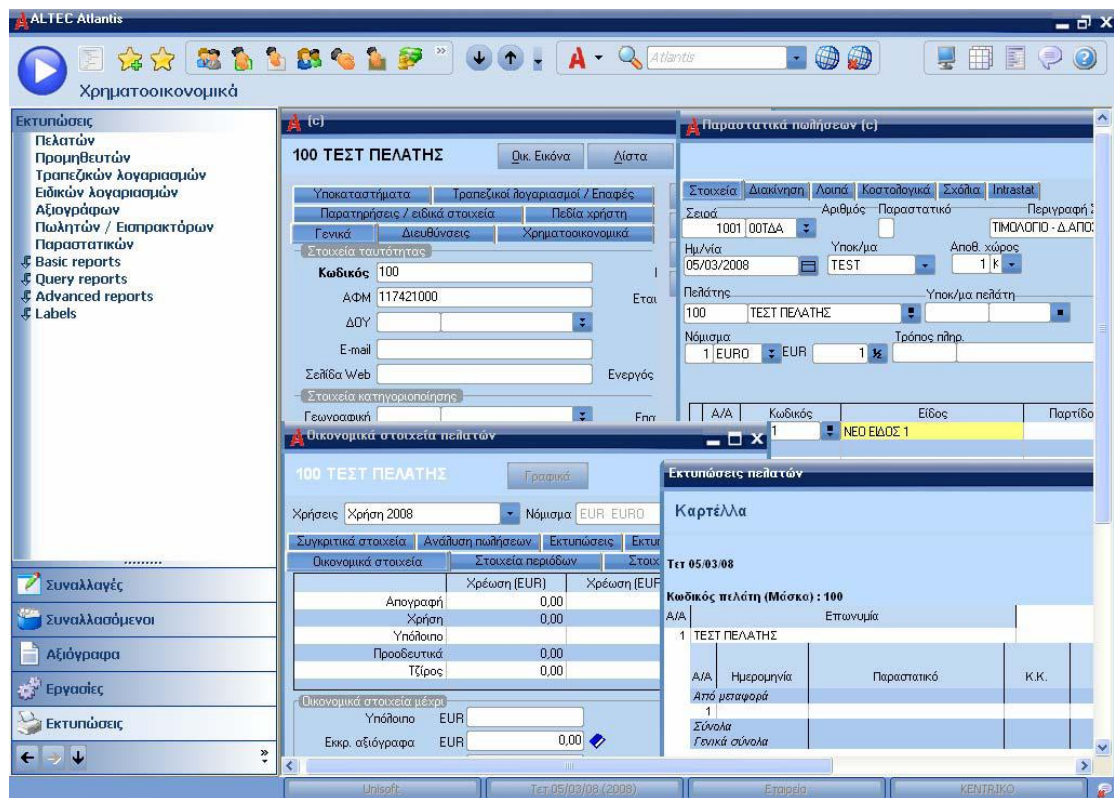 ALTEC Atlantis
Atlantis
Χρηματοοικονομικά
Εκτυπώσεις
Πελατών
Προμηθευτών
Τραπεζικών λογαριασμών
Ειδικών λογαριασμών
Αξιογράφων
Πωλητών / Εισπρακτόρων
Παραστατικών
Basic reports
Query reports
Advanced reports
Labels
Συναλλαγές
Συναλλασόμενοι
Αξιόγραφα
Εργασίες
Εκτυπώσεις
(c)
100 ΤΕΣΤ ΠΕΛΑΤΗΣ
Οικ. Εικόνα
Λίστα
Υποκαταστήματα
Τραπεζικοί λογαριασμοί / Επαφές
Παρατηρήσεις / ειδικά στοιχεία
Πεδία χρήστη
Γενικά
Διευθύνσεις
Χρηματοοικονομικά
Στοιχεία ταυτότητας
Κωδικός 100
ΑΦΜ 117421000
Εται
ΔΟΥ
E-mail
Σελίδα Web
Ενεργός
Στοιχεία κατηγοριοποίησης
Γεωγραφική
Παραστατικά πωλήσεων (c)
Στοιχεία Διακίνηση Λοιπά Κοστολογικά Σχόλια Intrastat
Σειρά Αριθμός Παραστατικό Περιγραφή
1001 00ΤΔΑ ΤΙΜΟΛΟΓΙΟ - Δ.ΑΠΟ
Ημ/νία Υποκ/μα Αποθ. χώρος
05/03/2008 TEST 1 Κ
Πελάτης Υποκ/μα πελάτη
100 ΤΕΣΤ ΠΕΛΑΤΗΣ
Νόμισμα Τρόπος πληρ.
1 EURO EUR 1
Α/Α Κωδικός Είδος Παρτίδα
1 ΝΕΟ ΕΙΔΟΣ 1
Οικονομικά στοιχεία πελατών
100 ΤΕΣΤ ΠΕΛΑΤΗΣ
Γραφικά
Χρήσεις Χρήση 2008 Νόμισμα EUR EURO
Συγκριτικά στοιχεία Ανάλυση πωλήσεων Εκτυπώσεις Εκτυ
Οικονομικά στοιχεία Στοιχεία περιόδων Στοιχ
Χρέωση (EUR) Χρέωση (EUR
Απογραφή 0,00
Χρήση 0,00
Υπόλοιπο
Προοδευτικά 0,00
Τζίρος 0,00
Οικονομικά στοιχεία μέχρι
Υπόλοιπο EUR
Εκκρ. αξιόγραφα EUR 0,00
Εκτυπώσεις πελατών
Καρτέλλα
Τετ 05/03/08
Κωδικός πελάτη (Μάσκα) : 100
Α/Α Επωνυμία
1 ΤΕΣΤ ΠΕΛΑΤΗΣ
Α/Α Ημερομηνία Παραστατικό Κ.Κ.
Από μεταφορά
1
Σύνολα
Γενικά σύνολα
Unisoft
Τετ 05/03/08 (2008)
Εταιρεία
ΚΕΝΤΡΙΚΟ